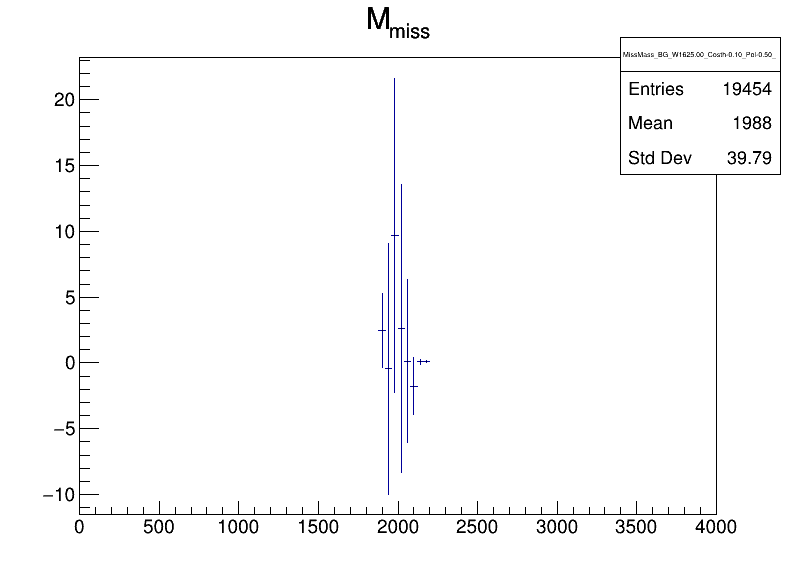 M_miss
MissMass_BG_W1625.00_Costh-0.10_Pol-0.50_
Entries 19454
Mean 1988
Std Dev 39.79
20
15
10
5
0
−5
−10
0 500 1000 1500 2000 2500 3000 3500 4000